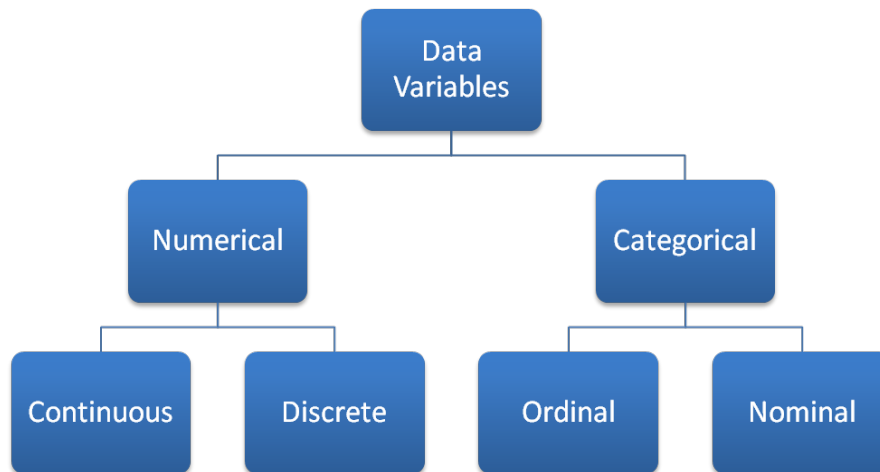 Data
Variables
Numerical
Categorical
Continuous
Discrete
Ordinal
Nominal